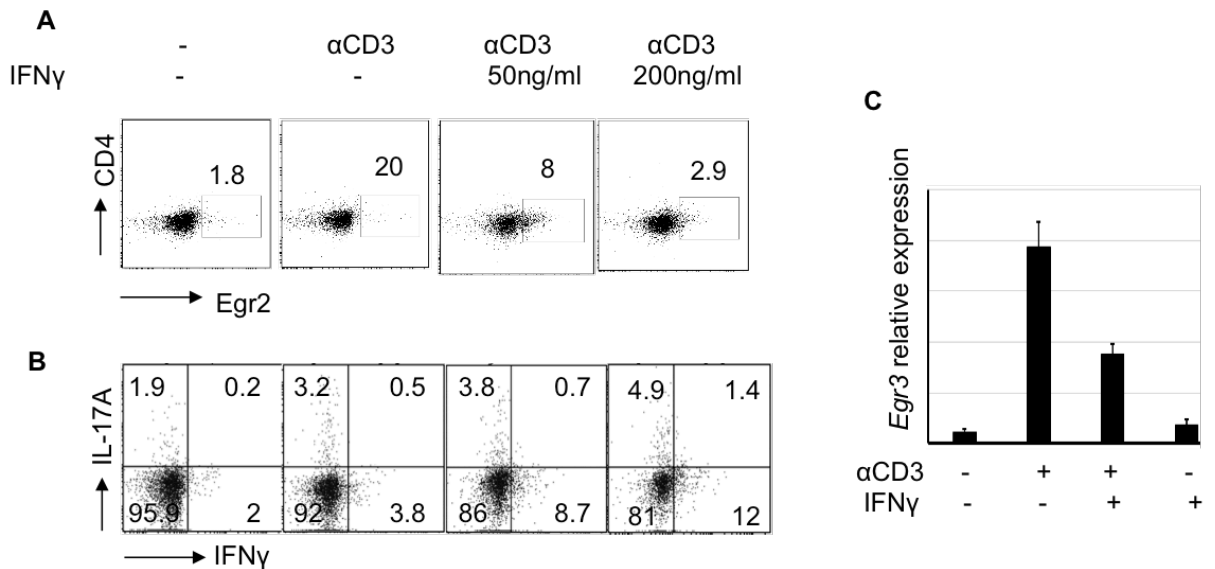 A
- αCD3 αCD3 αCD3
IFNγ - - 50ng/ml 200ng/ml
CD4
1.8 20 8 2.9
Egr2
B
IL-17A
1.9 0.2 3.2 0.5 3.8 0.7 4.9 1.4
95.9 2 92 3.8 86 8.7 81 12
IFNγ
C
Egr3 relative expression
αCD3 - + + -
IFNγ - - + +